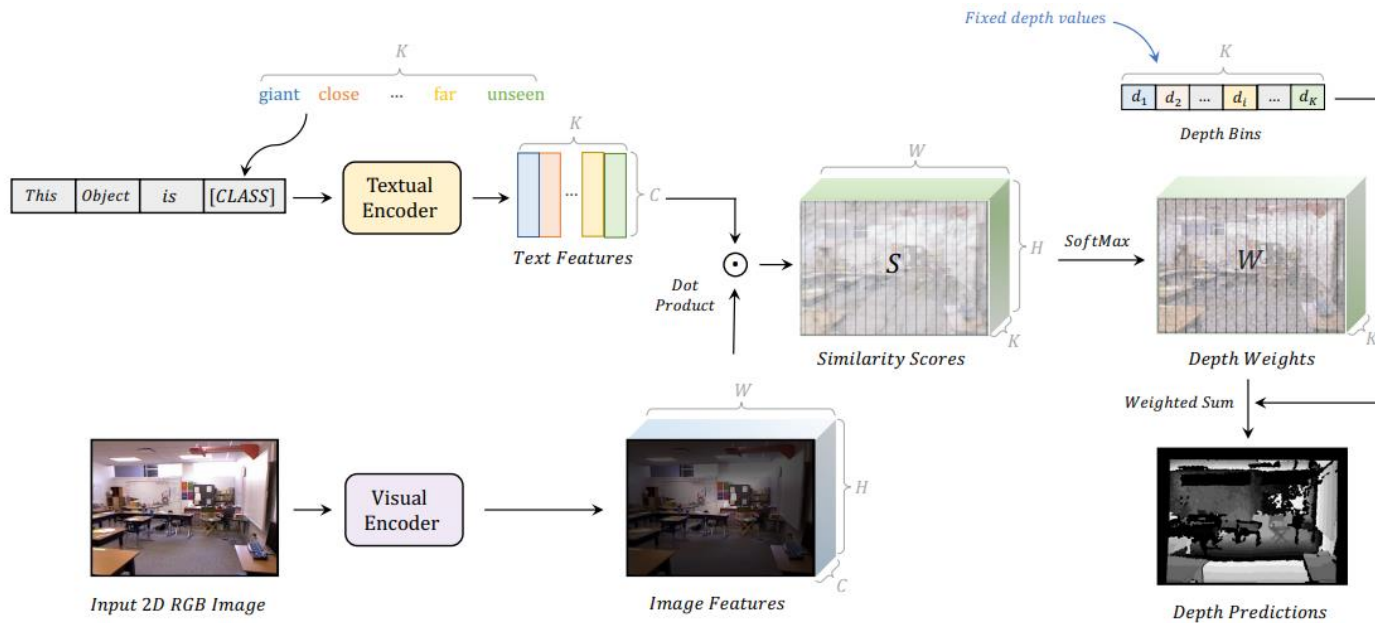 Fixed depth values
K
giant close ... far unseen
K
d1 d2 ... di ... dK
Depth Bins
This Object is [CLASS]
Textual
Encoder
K
...
C
Text Features
Dot
Product
W
S
H
K
Similarity Scores
SoftMax
W
K
Depth Weights
Weighted Sum
Input 2D RGB Image
Visual
Encoder
W
H
C
Image Features
Depth Predictions